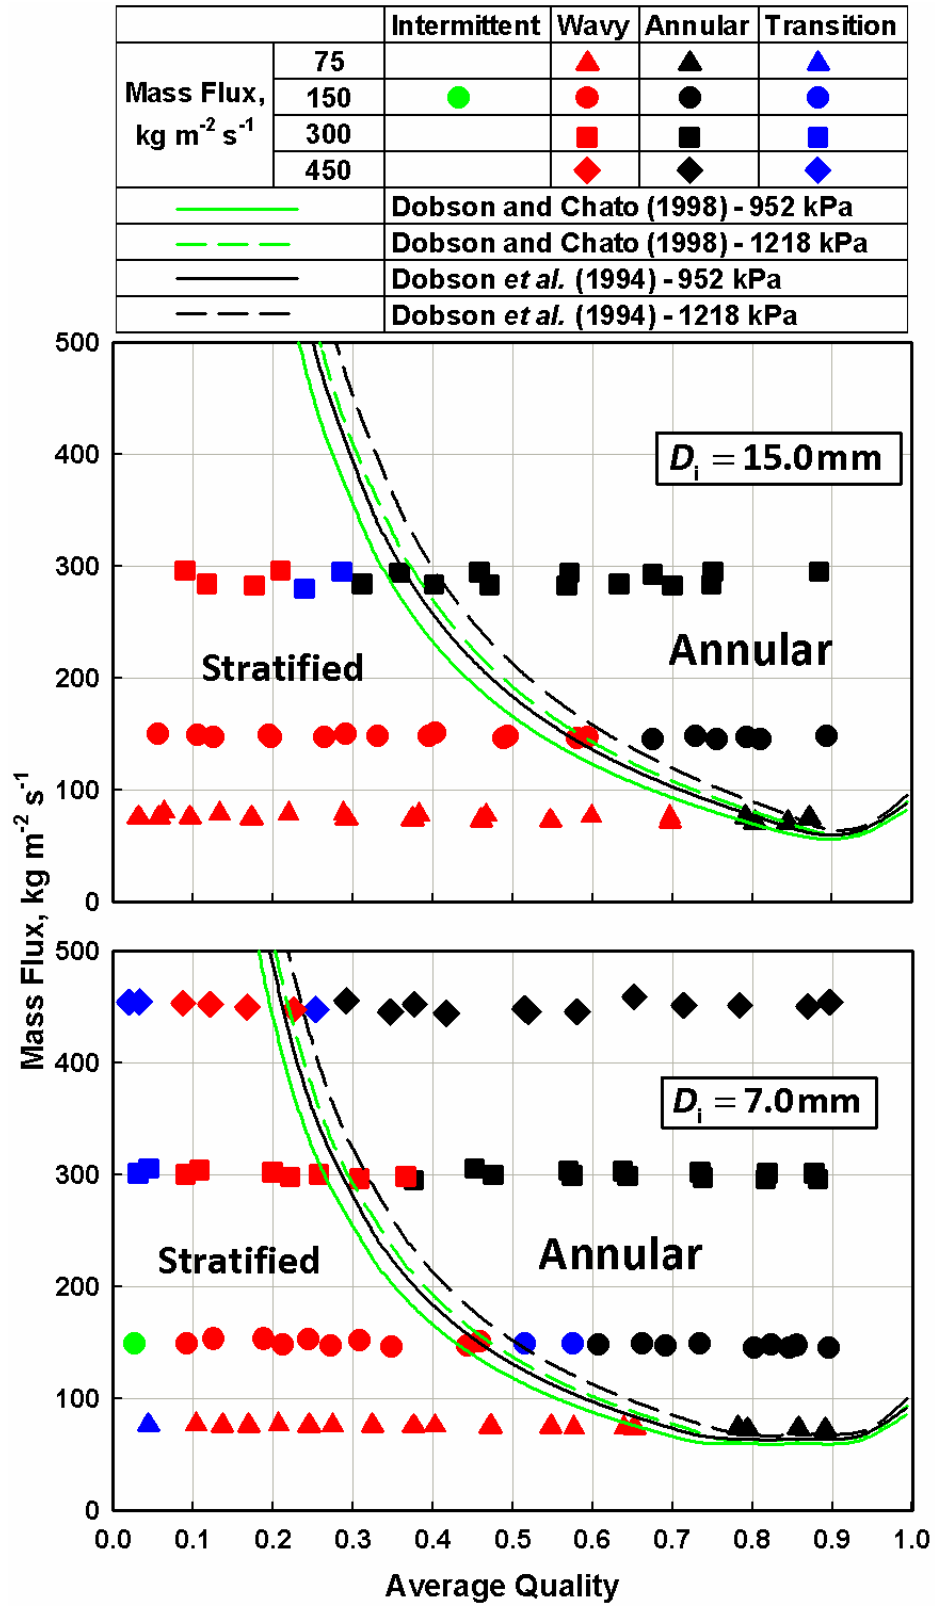 Intermittent Wavy Annular Transition
Mass Flux, kg m-2 s-1
75
150
300
450
Dobson and Chato (1998) - 952 kPa
Dobson and Chato (1998) - 1218 kPa
Dobson et al. (1994) - 952 kPa
Dobson et al. (1994) - 1218 kPa
500
400
300
200
100
0
Di = 15.0 mm
Stratified
Annular
Mass Flux, kg m-2 s-1
500
400
300
200
100
0
Di = 7.0 mm
Stratified
Annular
0.0 0.1 0.2 0.3 0.4 0.5 0.6 0.7 0.8 0.9 1.0
Average Quality